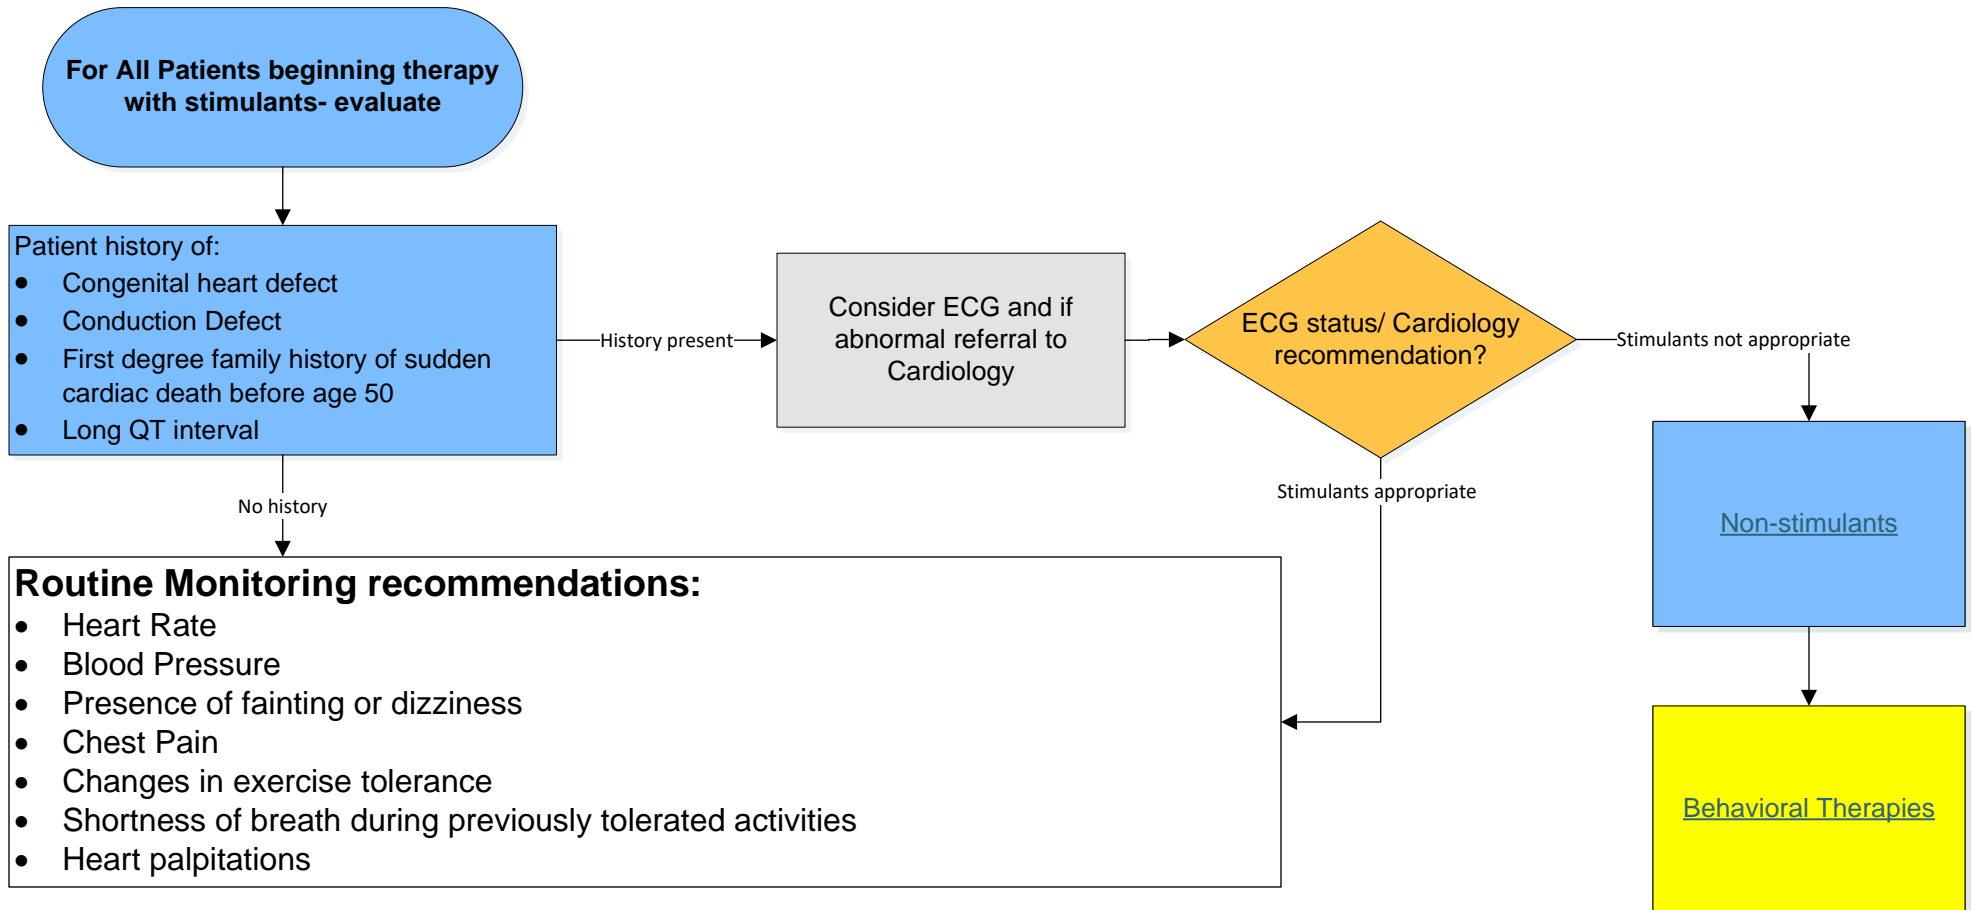 For All Patients beginning therapy
with stimulants- evaluate
Patient history of:
• Congenital heart defect
• Conduction Defect
• First degree family history of sudden
cardiac death before age 50
• Long QT interval
History present
Consider ECG and if
abnormal referral to
Cardiology
ECG status/ Cardiology
recommendation?
Stimulants not appropriate
Stimulants appropriate
No history
Non-stimulants
Routine Monitoring recommendations:
• Heart Rate
• Blood Pressure
• Presence of fainting or dizziness
• Chest Pain
• Changes in exercise tolerance
• Shortness of breath during previously tolerated activities
• Heart palpitations
Behavioral Therapies